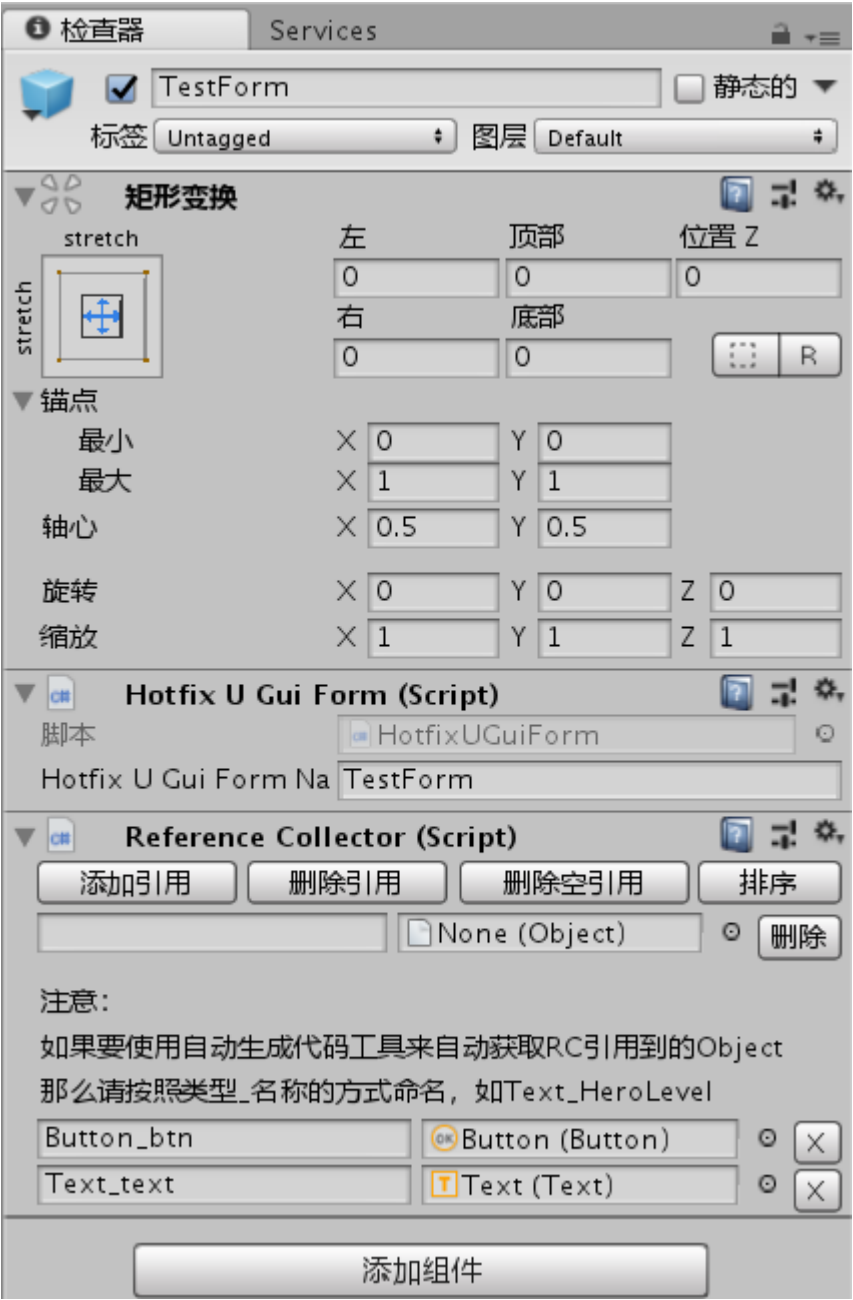 检查器 Services
TestForm 静态的
标签 Untagged 图层 Default
矩形变换
stretch 左 顶部 位置 Z
stretch
0 0 0
右 底部
0 0 R
锚点
最小 X 0 Y 0
最大 X 1 Y 1
轴心 X 0.5 Y 0.5
旋转 X 0 Y 0 Z 0
缩放 X 1 Y 1 Z 1
c# Hotfix U Gui Form (Script)
脚本 HotfixUGuiForm
Hotfix U Gui Form Na TestForm
c# Reference Collector (Script)
添加引用 删除引用 删除空引用 排序
None (Object) 删除
注意：
如果要使用自动生成代码工具来自动获取RC引用到的Object
那么请按照类型_名称的方式命名，如Text_HeroLevel
Button_btn OK Button (Button) X
Text_text T Text (Text) X
添加组件